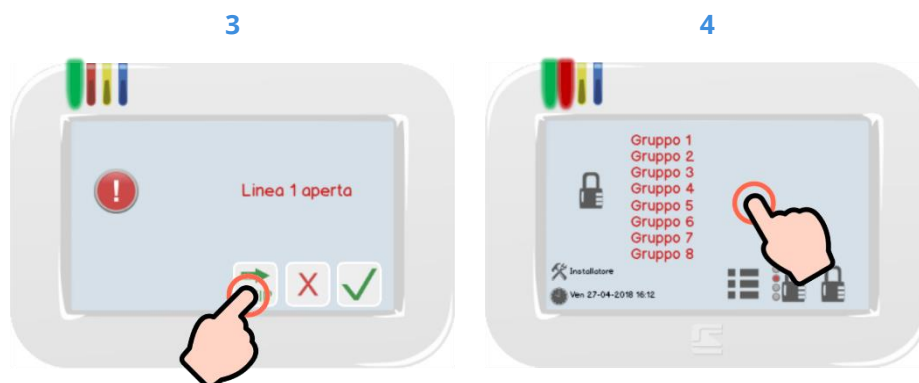 3
4
Linea 1 aperta
X
Gruppo 1
Gruppo 2
Gruppo 3
Gruppo 4
Gruppo 5
Gruppo 6
Gruppo 7
Gruppo 8
Installatore
Ven 27-04-2018 16:12